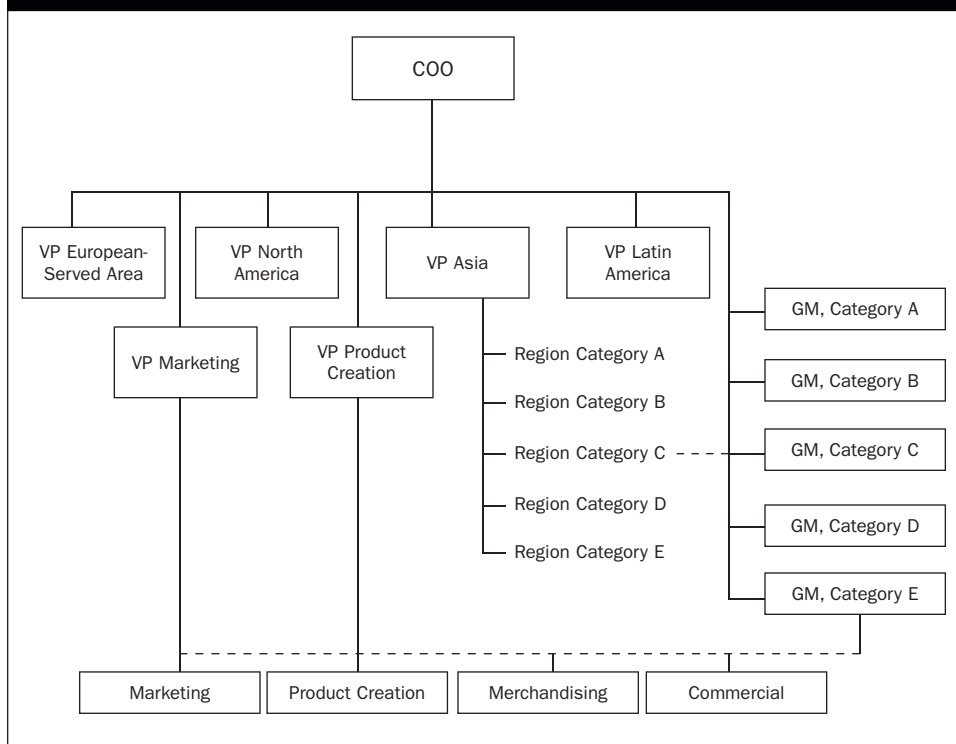 COO
VP European-
Served Area
VP North
America
VP Asia
VP Latin
America
VP Marketing
VP Product
Creation
Region Category A
Region Category B
Region Category C
Region Category D
Region Category E
GM, Category A
GM, Category B
GM, Category C
GM, Category D
GM, Category E
Marketing
Product Creation
Merchandising
Commercial